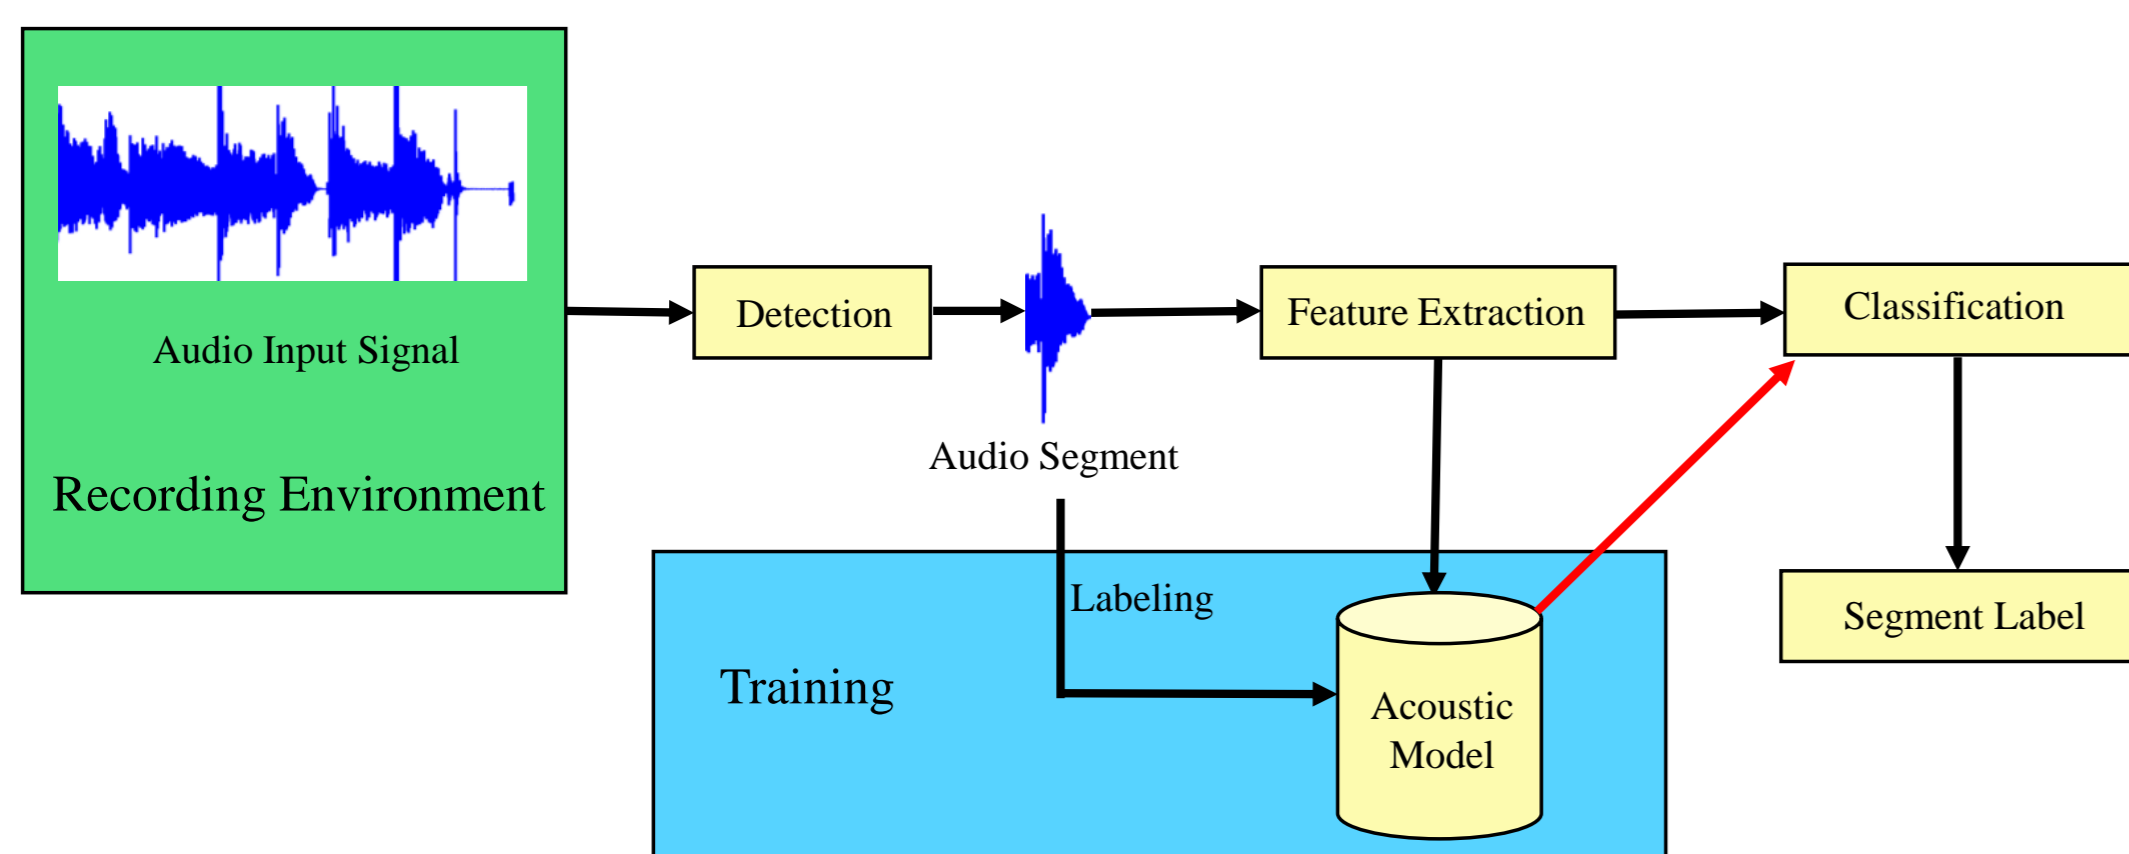 Audio Input Signal
Recording Environment
Detection
Audio Segment
Feature Extraction
Classification
Segment Label
Labeling
Training
Acoustic
Model